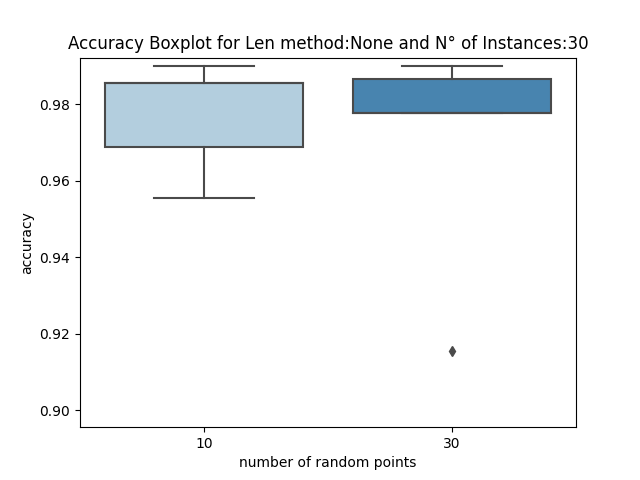 Accuracy Boxplot for Len method:None and N° of Instances:30
0.98
0.96
0.94
0.92
0.90
accuracy
10
30
number of random points